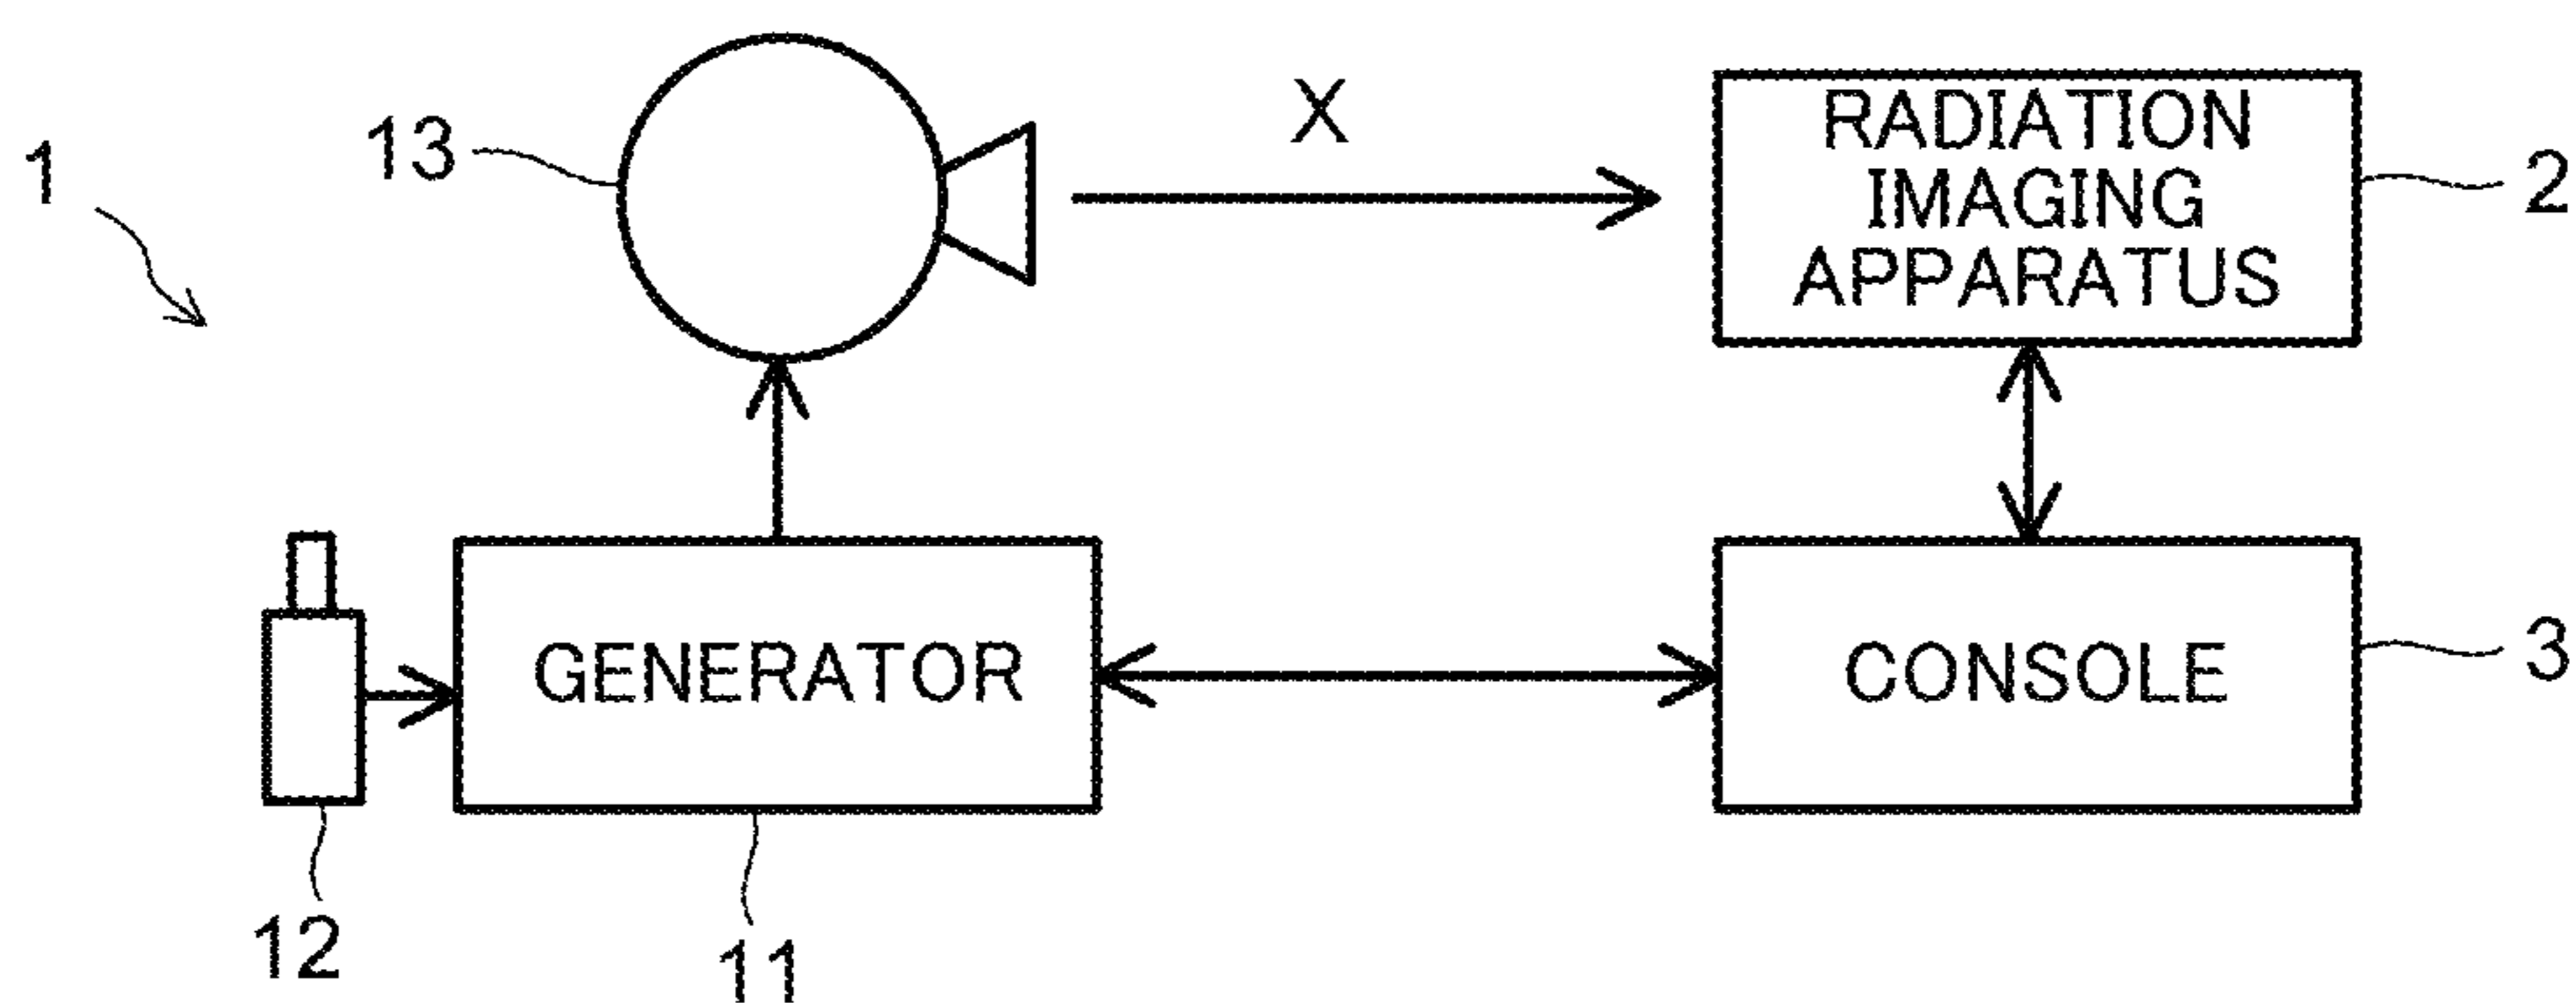 X
13
1
RADIATION
IMAGING
APPARATUS
2
GENERATOR
CONSOLE
3
12
11